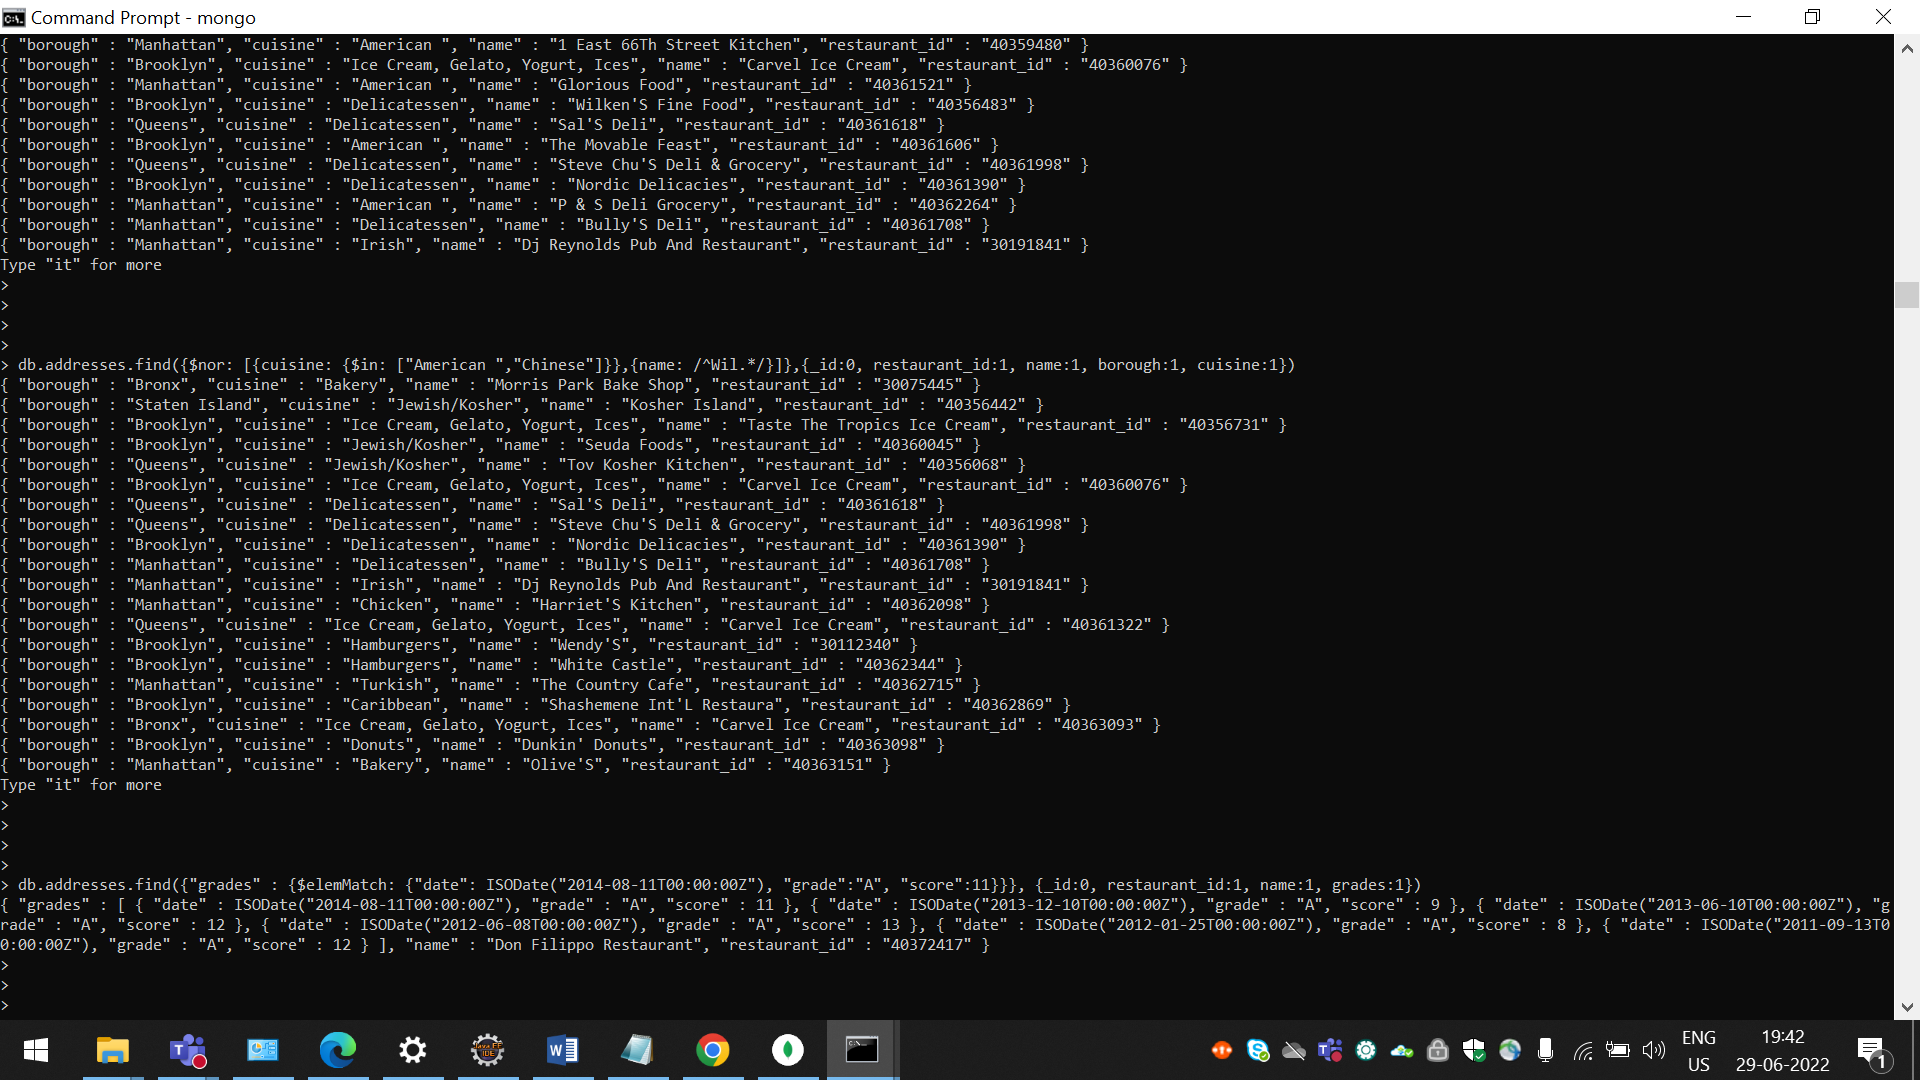 Command Prompt - mongo
{ "borough" : "Manhattan", "cuisine" : "American ", "name" : "1 East 66Th Street Kitchen", "restaurant_id" : "40359480" }
{ "borough" : "Brooklyn", "cuisine" : "Ice Cream, Gelato, Yogurt, Ices", "name" : "Carvel Ice Cream", "restaurant_id" : "40360076" }
{ "borough" : "Manhattan", "cuisine" : "American ", "name" : "Glorious Food", "restaurant_id" : "40361521" }
{ "borough" : "Brooklyn", "cuisine" : "Delicatessen", "name" : "Wilken'S Fine Food", "restaurant_id" : "40356483" }
{ "borough" : "Queens", "cuisine" : "Delicatessen", "name" : "Sal'S Deli", "restaurant_id" : "40361618" }
{ "borough" : "Brooklyn", "cuisine" : "American ", "name" : "The Movable Feast", "restaurant_id" : "40361606" }
{ "borough" : "Queens", "cuisine" : "Delicatessen", "name" : "Steve Chu'S Deli & Grocery", "restaurant_id" : "40361998" }
{ "borough" : "Brooklyn", "cuisine" : "Delicatessen", "name" : "Nordic Delicacies", "restaurant_id" : "40361390" }
{ "borough" : "Manhattan", "cuisine" : "American ", "name" : "P & S Deli Grocery", "restaurant_id" : "40362264" }
{ "borough" : "Manhattan", "cuisine" : "Delicatessen", "name" : "Bully'S Deli", "restaurant_id" : "40361708" }
{ "borough" : "Manhattan", "cuisine" : "Irish", "name" : "Dj Reynolds Pub And Restaurant", "restaurant_id" : "30191841" }
Type "it" for more
>
>
>
>
> db.addresses.find({$nor: [{cuisine: {$in: ["American ","Chinese"]}},{name: /^Wil.*/}]},{_id:0, restaurant_id:1, name:1, borough:1, cuisine:1})
{ "borough" : "Bronx", "cuisine" : "Bakery", "name" : "Morris Park Bake Shop", "restaurant_id" : "30075445" }
{ "borough" : "Staten Island", "cuisine" : "Jewish/Kosher", "name" : "Kosher Island", "restaurant_id" : "40356442" }
{ "borough" : "Brooklyn", "cuisine" : "Ice Cream, Gelato, Yogurt, Ices", "name" : "Taste The Tropics Ice Cream", "restaurant_id" : "40356731" }
{ "borough" : "Brooklyn", "cuisine" : "Jewish/Kosher", "name" : "Seuda Foods", "restaurant_id" : "40360045" }
{ "borough" : "Queens", "cuisine" : "Jewish/Kosher", "name" : "Tov Kosher Kitchen", "restaurant_id" : "40356068" }
{ "borough" : "Brooklyn", "cuisine" : "Ice Cream, Gelato, Yogurt, Ices", "name" : "Carvel Ice Cream", "restaurant_id" : "40360076" }
{ "borough" : "Queens", "cuisine" : "Delicatessen", "name" : "Sal'S Deli", "restaurant_id" : "40361618" }
{ "borough" : "Queens", "cuisine" : "Delicatessen", "name" : "Steve Chu'S Deli & Grocery", "restaurant_id" : "40361998" }
{ "borough" : "Brooklyn", "cuisine" : "Delicatessen", "name" : "Nordic Delicacies", "restaurant_id" : "40361390" }
{ "borough" : "Manhattan", "cuisine" : "Delicatessen", "name" : "Bully'S Deli", "restaurant_id" : "40361708" }
{ "borough" : "Manhattan", "cuisine" : "Irish", "name" : "Dj Reynolds Pub And Restaurant", "restaurant_id" : "30191841" }
{ "borough" : "Manhattan", "cuisine" : "Chicken", "name" : "Harriet'S Kitchen", "restaurant_id" : "40362098" }
{ "borough" : "Queens", "cuisine" : "Ice Cream, Gelato, Yogurt, Ices", "name" : "Carvel Ice Cream", "restaurant_id" : "40361322" }
{ "borough" : "Brooklyn", "cuisine" : "Hamburgers", "name" : "Wendy'S", "restaurant_id" : "30112340" }
{ "borough" : "Brooklyn", "cuisine" : "Hamburgers", "name" : "White Castle", "restaurant_id" : "40362344" }
{ "borough" : "Manhattan", "cuisine" : "Turkish", "name" : "The Country Cafe", "restaurant_id" : "40362715" }
{ "borough" : "Brooklyn", "cuisine" : "Caribbean", "name" : "Shashemene Int'L Restaura", "restaurant_id" : "40362869" }
{ "borough" : "Bronx", "cuisine" : "Ice Cream, Gelato, Yogurt, Ices", "name" : "Carvel Ice Cream", "restaurant_id" : "40363093" }
{ "borough" : "Brooklyn", "cuisine" : "Donuts", "name" : "Dunkin' Donuts", "restaurant_id" : "40363098" }
{ "borough" : "Manhattan", "cuisine" : "Bakery", "name" : "Olive'S", "restaurant_id" : "40363151" }
Type "it" for more
>
>
>
>
> db.addresses.find({"grades" : {$elemMatch: {"date": ISODate("2014-08-11T00:00:00Z"), "grade":"A", "score":11}}}, {_id:0, restaurant_id:1, name:1, grades:1})
{ "grades" : [ { "date" : ISODate("2014-08-11T00:00:00Z"), "grade" : "A", "score" : 11 }, { "date" : ISODate("2013-12-10T00:00:00Z"), "grade" : "A", "score" : 9 }, { "date" : ISODate("2013-06-10T00:00:00Z"), "g
rade" : "A", "score" : 12 }, { "date" : ISODate("2012-06-08T00:00:00Z"), "grade" : "A", "score" : 13 }, { "date" : ISODate("2012-01-25T00:00:00Z"), "grade" : "A", "score" : 8 }, { "date" : ISODate("2011-09-13T0
0:00:00Z"), "grade" : "A", "score" : 12 } ], "name" : "Don Filippo Restaurant", "restaurant_id" : "40372417" }
>
>
>
ENG
US
19:42
29-06-2022
1